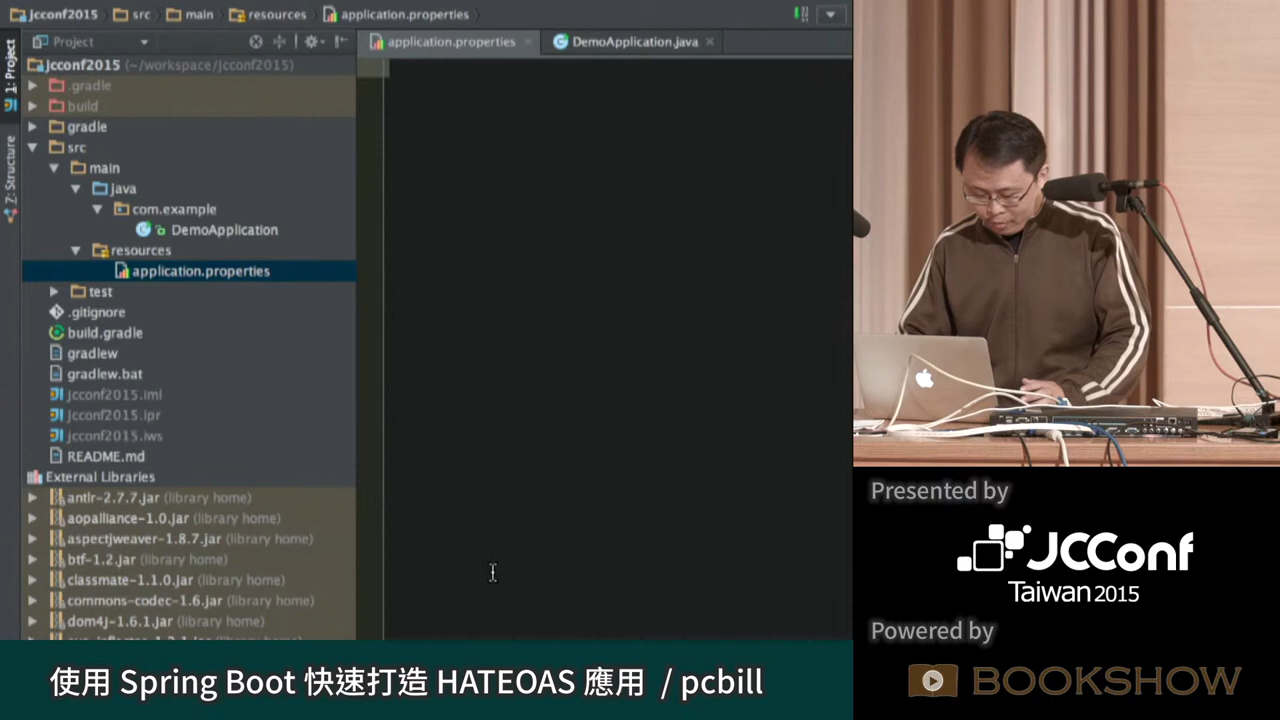 jcconf2015 src main resources application.properties
1: Project
Z: Structure
Project
application.properties
DemoApplication.java
jcconf2015 (~/workspace/jcconf2015)
.gradle
build
gradle
src
main
java
com.example
DemoApplication
resources
application.properties
test
.gitignore
build.gradle
gradlew
gradlew.bat
jcconf2015.iml
jcconf2015.ipr
jcconf2015.iws
README.md
External Libraries
antlr-2.7.7.jar (library home)
aopalliance-1.0.jar (library home)
aspectjweaver-1.8.7.jar (library home)
btf-1.2.jar (library home)
classmate-1.1.0.jar (library home)
commons-codec-1.6.jar (library home)
dom4j-1.6.1.jar (library home)
Presented by
JCConf
Taiwan 2015
Powered by
BOOKSHOW
使用 Spring Boot 快速打造 HATEOAS 應用 / pcbill